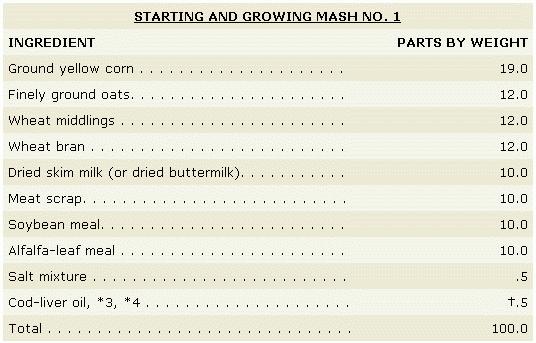 STARTING AND GROWING MASH NO. 1
INGREDIENT PARTS BY WEIGHT
Ground yellow corn . . . . . . . . . . . . . . . . . . . . . 19.0
Finely ground oats. . . . . . . . . . . . . . . . . . . . . . 12.0
Wheat middlings . . . . . . . . . . . . . . . . . . . . . . . 12.0
Wheat bran . . . . . . . . . . . . . . . . . . . . . . . . . . 12.0
Dried skim milk (or dried buttermilk). . . . . . . . . . . 10.0
Meat scrap. . . . . . . . . . . . . . . . . . . . . . . . . . . 10.0
Soybean meal. . . . . . . . . . . . . . . . . . . . . . . . . 10.0
Alfalfa-leaf meal . . . . . . . . . . . . . . . . . . . . . . . 10.0
Salt mixture . . . . . . . . . . . . . . . . . . . . . . . . . . .5
Cod-liver oil, *3, *4 . . . . . . . . . . . . . . . . . . . . . †.5
Total . . . . . . . . . . . . . . . . . . . . . . . . . . . . . . . 100.0